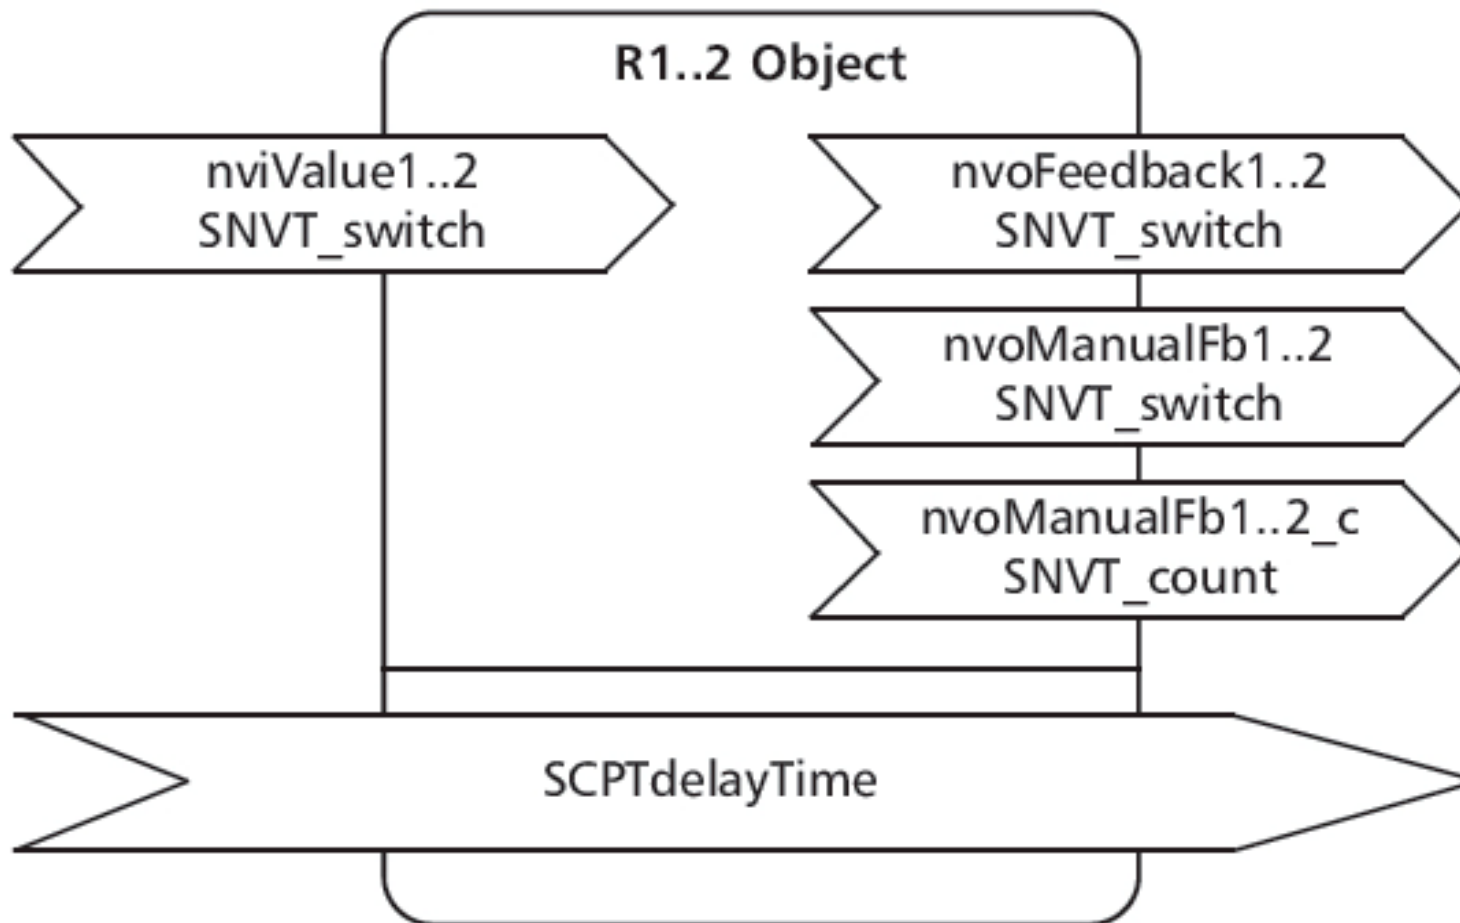 R1..2 Object
nviValue1..2
SNVT_switch
nvoFeedback1..2
SNVT_switch
nvoManualFb1..2
SNVT_switch
nvoManualFb1..2_c
SNVT_count
SCPTdelayTime